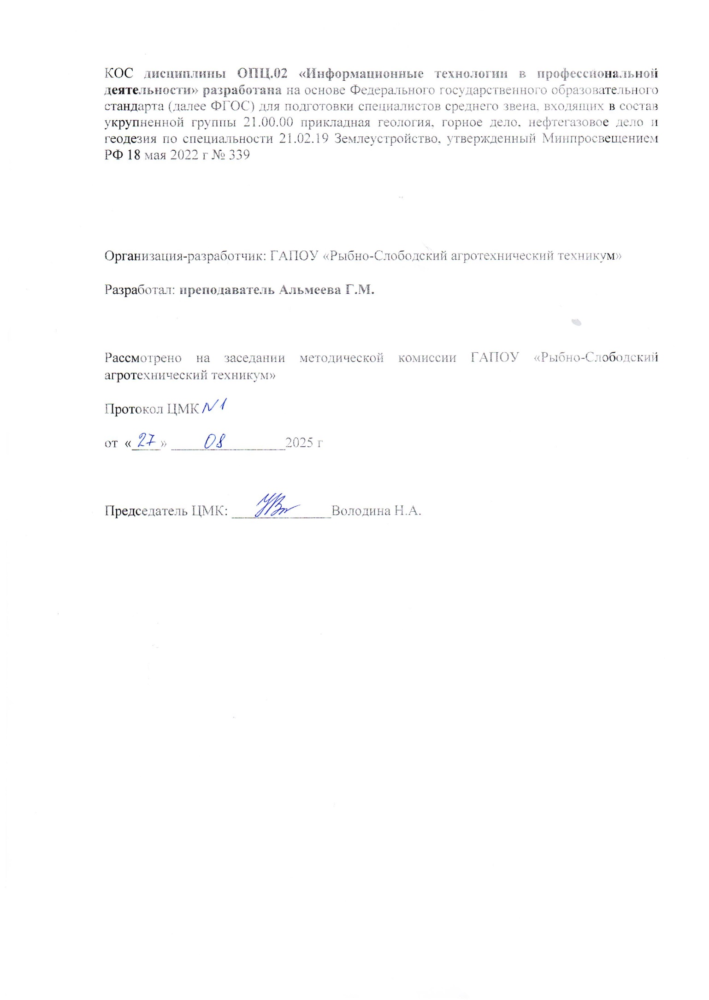 КОС дисциплины ОПЦ.02 «Информационные технологии в профессиональной
деятельности» разработана на основе Федерального государственного образовательного
стандарта (далее ФГОС) для подготовки специалистов среднего звена, входящих в состав
укрупненной группы 21.00.00 прикладная геология, горное дело, нефтегазовое дело и
геодезия по специальности 21.02.19 Землеустройство, утвержденный Минпросвещением
РФ 18 мая 2022 г № 339
Организация-разработчик: ГАПОУ «Рыбно-Слободский агротехнический техникум»
Разработал: преподаватель Альмеева Г.М.
Рассмотрено на заседании методической комиссии ГАПОУ «Рыбно-Слободский
агротехнический техникум»
Протокол ЦМК N 1
от «27» 08 2025 г
Председатель ЦМК: Володина Н.А.